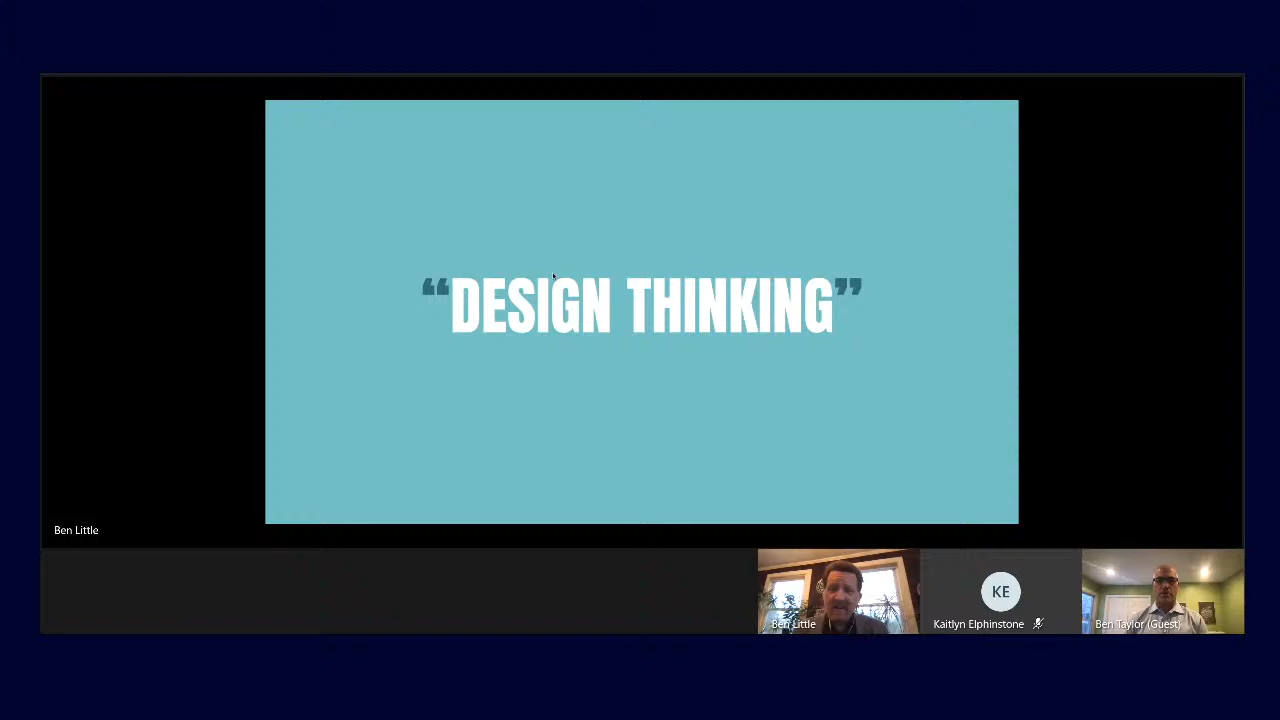 “DESIGN THINKING”
Ben Little
KE
Ben Little
Kaitlyn Elphinstone
Ben Taylor (Guest)